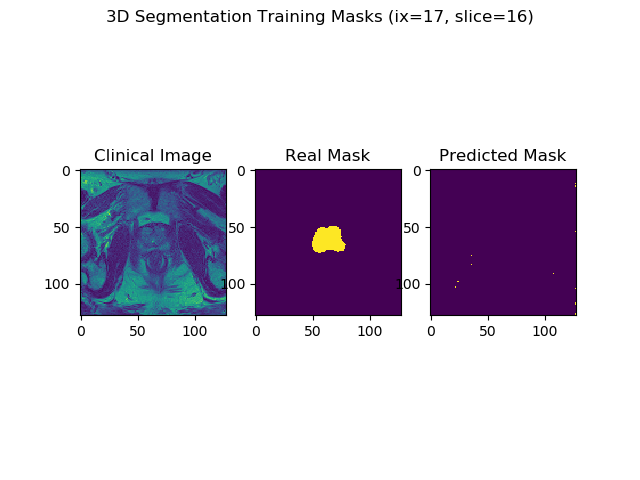 3D Segmentation Training Masks (ix=17, slice=16)
Clinical Image Real Mask Predicted Mask
0 0 0
50 50 50
100 100 100
0 50 100 0 50 100 0 50 100